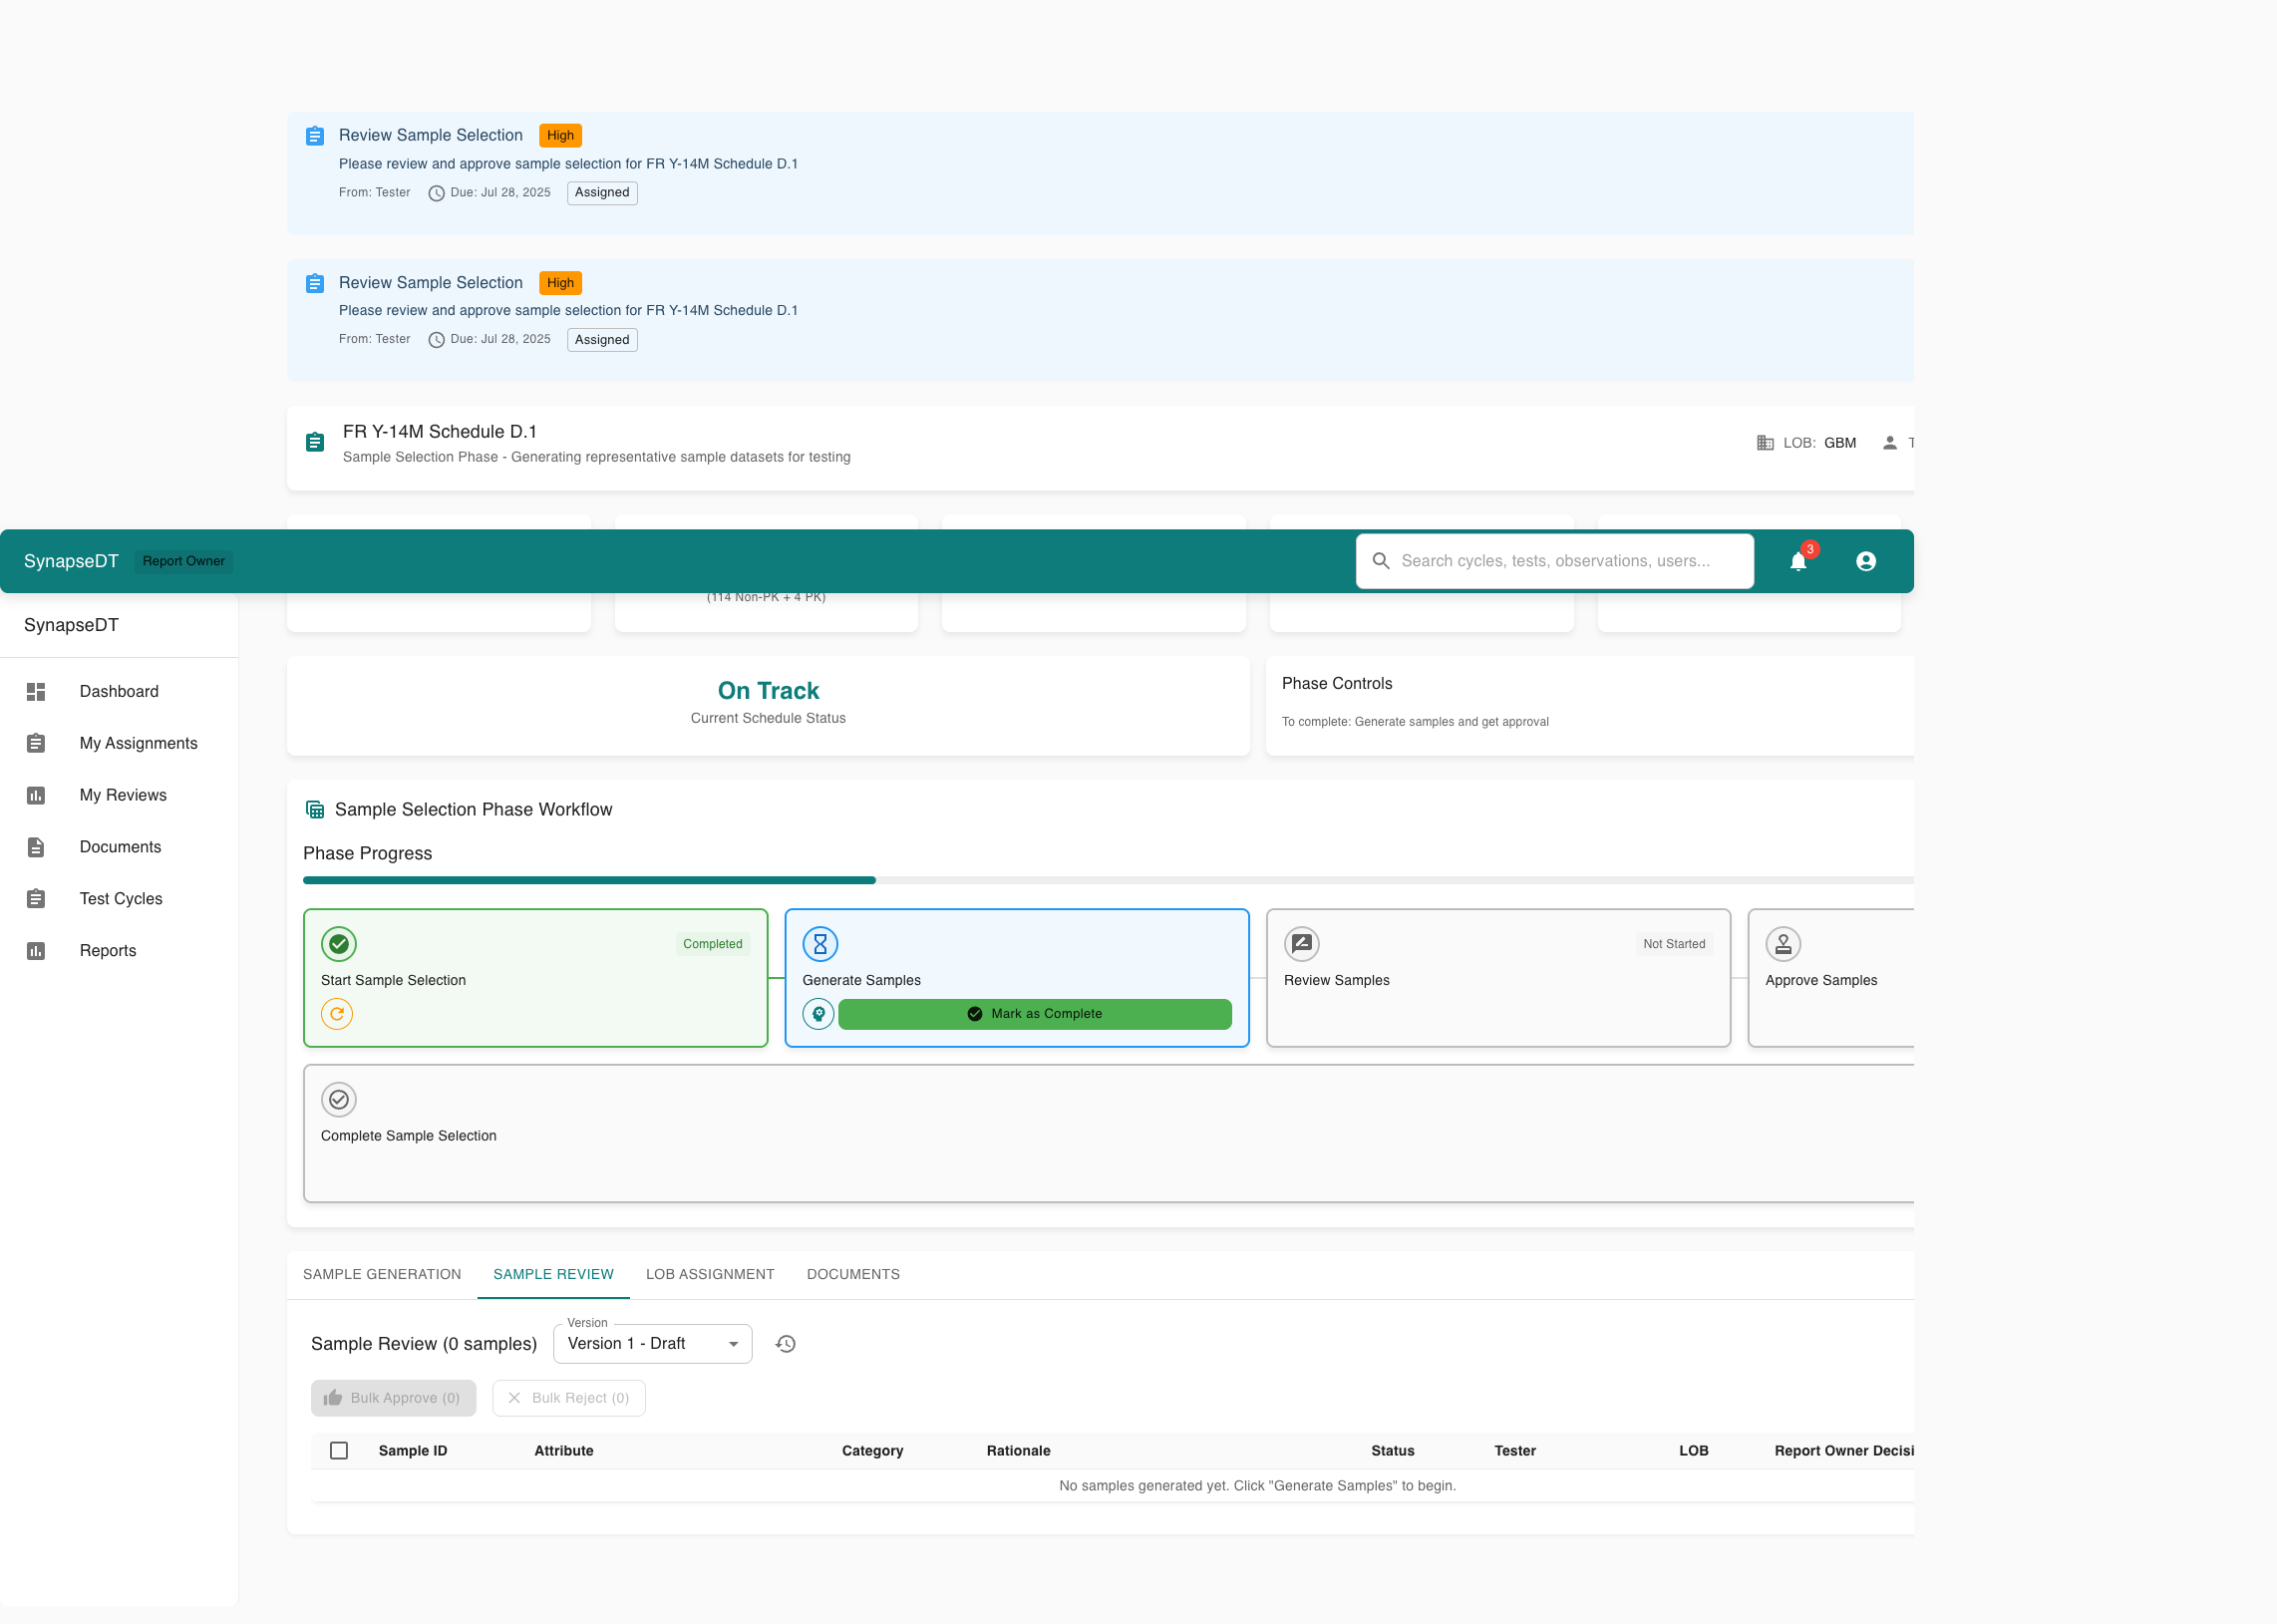 Review Sample Selection High
Please review and approve sample selection for FR Y-14M Schedule D.1
From: Tester Due: Jul 28, 2025 Assigned
Review Sample Selection High
Please review and approve sample selection for FR Y-14M Schedule D.1
From: Tester Due: Jul 28, 2025 Assigned
FR Y-14M Schedule D.1
Sample Selection Phase - Generating representative sample datasets for testing
LOB: GBM
SynapseDT Report Owner
Search cycles, tests, observations, users...
3
(114 Non-PK + 4 PK)
SynapseDT
Dashboard
My Assignments
My Reviews
Documents
Test Cycles
Reports
On Track
Current Schedule Status
Phase Controls
To complete: Generate samples and get approval
Sample Selection Phase Workflow
Phase Progress
Completed
Start Sample Selection
Generate Samples
Mark as Complete
Not Started
Review Samples
Approve Samples
Complete Sample Selection
SAMPLE GENERATION SAMPLE REVIEW LOB ASSIGNMENT DOCUMENTS
Sample Review (0 samples)
Version
Version 1 - Draft
Bulk Approve (0) Bulk Reject (0)
Sample ID Attribute Category Rationale Status Tester LOB Report Owner Decisi
No samples generated yet. Click "Generate Samples" to begin.